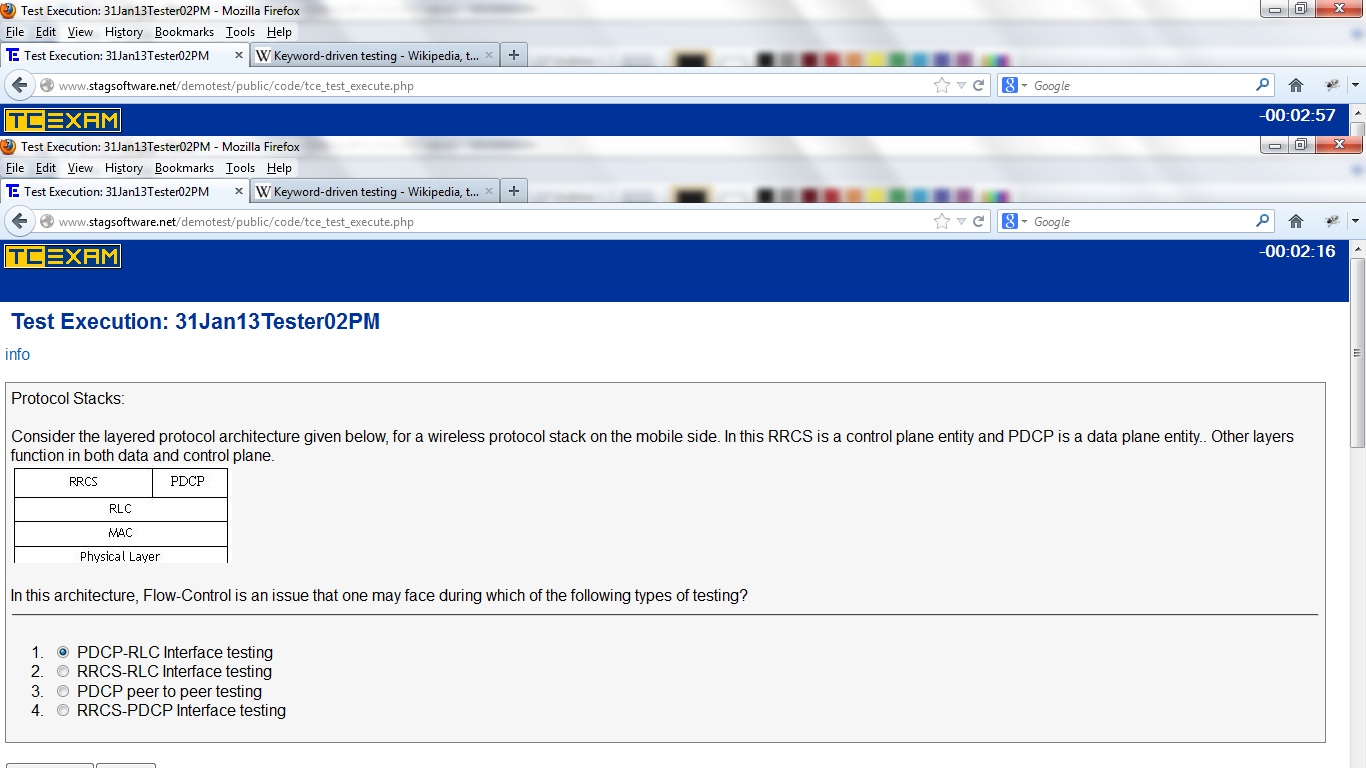 Test Execution: 31Jan13Tester02PM - Mozilla Firefox
File Edit View History Bookmarks Tools Help
Test Execution: 31Jan13Tester02PM × Keyword-driven testing - Wikipedia, t... × +
www.stagsoftware.net/demotest/public/code/tce_test_execute.php Google
TCEXAM -00:02:57
Test Execution: 31Jan13Tester02PM - Mozilla Firefox
File Edit View History Bookmarks Tools Help
Test Execution: 31Jan13Tester02PM × Keyword-driven testing - Wikipedia, t... × +
www.stagsoftware.net/demotest/public/code/tce_test_execute.php Google
TCEXAM -00:02:16
Test Execution: 31Jan13Tester02PM
info
Protocol Stacks:
Consider the layered protocol architecture given below, for a wireless protocol stack on the mobile side. In this RRCS is a control plane entity and PDCP is a data plane entity.. Other layers
function in both data and control plane.
RRCS PDCP
RLC
MAC
Physical Layer
In this architecture, Flow-Control is an issue that one may face during which of the following types of testing?
1. PDCP-RLC Interface testing
2. RRCS-RLC Interface testing
3. PDCP peer to peer testing
4. RRCS-PDCP Interface testing